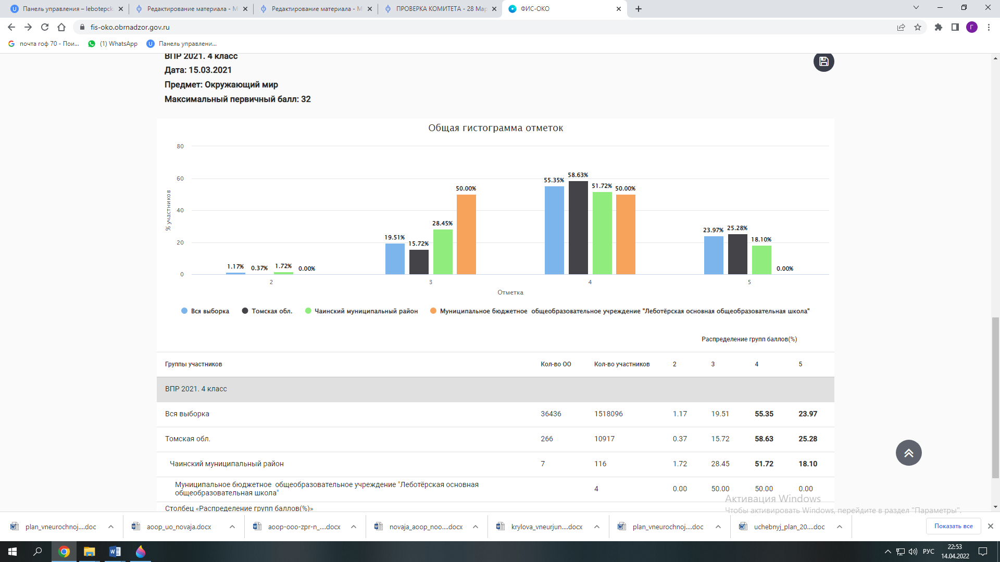 Панель управления – lebotepcк
Редактирование материала - М
Редактирование материала - М
ПРОВЕРКА КОМИТЕТА - 28 Мар
ФИС-ОКО
fis-oko.obrnadzor.gov.ru
Г
почта гоф 70 - Пои...
(1) WhatsApp
Панель управлени...
ВПР 2021. 4 класс
Дата: 15.03.2021
Предмет: Окружающий мир
Максимальный первичный балл: 32
Общая гистограмма отметок
80
60
40
20
0
% участников
1.17% 0.37% 1.72% 0.00%
19.51% 15.72% 28.45% 50.00%
55.35% 58.63% 51.72% 50.00%
23.97% 25.28% 18.10% 0.00%
2 3 4 5
Отметка
Вся выборка Томская обл. Чаинский муниципальный район Муниципальное бюджетное общеобразовательное учреждение "Леботёрская основная общеобразовательная школа"
Распределение групп баллов(%)
Группы участников Кол-во ОО Кол-во участников 2 3 4 5
ВПР 2021. 4 класс
Вся выборка 36436 1518096 1.17 19.51 55.35 23.97
Томская обл. 266 10917 0.37 15.72 58.63 25.28
Чаинский муниципальный район 7 116 1.72 28.45 51.72 18.10
Муниципальное бюджетное общеобразовательное учреждение "Леботёрская основная
общеобразовательная школа" 4 0.00 50.00 50.00 0.00
Столбец «Распределение групп баллов(%)»
Активация Windows
Чтобы активировать Windows, перейдите в раздел "Параметры".
plan_vneurochnoj....doc
aoop_uo_novaja.docx
aoop-ooo-zpr-n_....docx
novaja_aoop_noo....docx
krylova_vneurjun....docx
plan_vneurochnoj....doc
uchebnyj_plan_20....doc
Показать все
РУС
22:53
14.04.2022